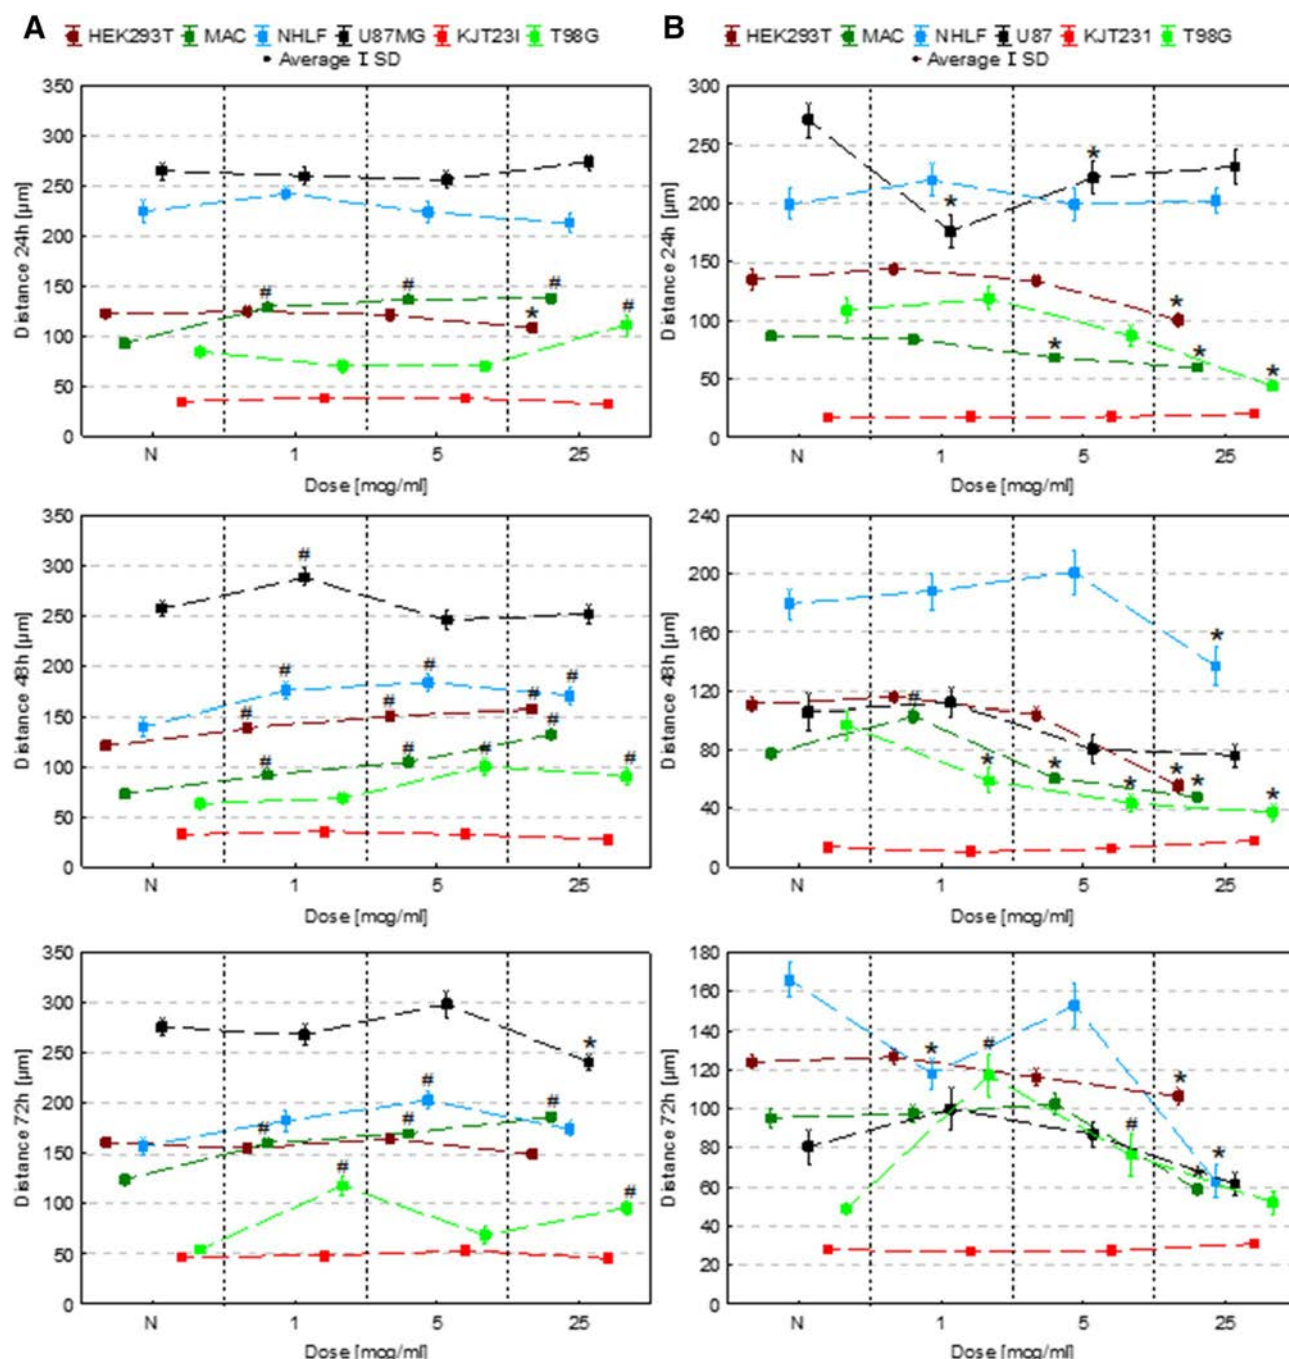 A HEK293T MAC NHLF U87MG KJT23I T98G
Average I SD
B HEK293T MAC NHLF U87 KJT231 T98G
Average I SD
Distance 24h [µm]
350
300
250
200
150
100
50
0
# # # * #
N 1 5 25
Dose [mcg/ml]
Distance 24h [µm]
300
250
200
150
100
50
0
* * * * * *
N 1 5 25
Dose [mcg/ml]
Distance 48h [µm]
350
300
250
200
150
100
50
0
# # # # # # # # # # # #
N 1 5 25
Dose [mcg/ml]
Distance 48h [µm]
240
200
160
120
80
40
0
# * * * * * * *
N 1 5 25
Dose [mcg/ml]
Distance 72h [µm]
350
300
250
200
150
100
50
0
# # # # # # *
N 1 5 25
Dose [mcg/ml]
Distance 72h [µm]
180
160
140
120
100
80
60
40
20
0
* # # * * *
N 1 5 25
Dose [mcg/ml]